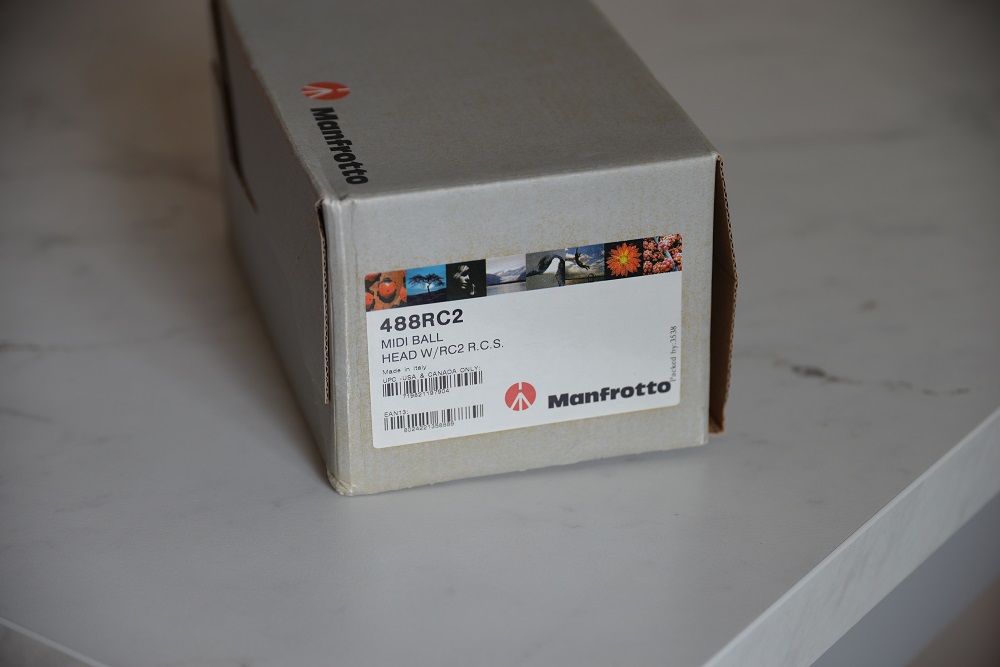 Manfrotto
488RC2
MIDI BALL
HEAD W/RC2 R.C.S.
Made in Italy
UPC -USA & CANADA ONLY:
EAN13:
Manfrotto
Packed by:3538